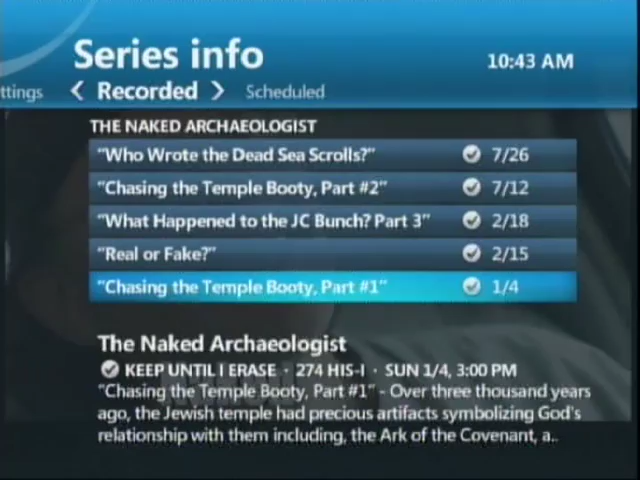 Series info
10:43 AM
ttings < Recorded > Scheduled
THE NAKED ARCHAEOLOGIST
"Who Wrote the Dead Sea Scrolls?" 7/26
"Chasing the Temple Booty, Part #2" 7/12
"What Happened to the JC Bunch? Part 3" 2/18
"Real or Fake?" 2/15
"Chasing the Temple Booty, Part #1" 1/4
The Naked Archaeologist
KEEP UNTIL I ERASE · 274 HIS-I · SUN 1/4, 3:00 PM
"Chasing the Temple Booty, Part #1" - Over three thousand years
ago, the Jewish temple had precious artifacts symbolizing God's
relationship with them including, the Ark of the Covenant, a..